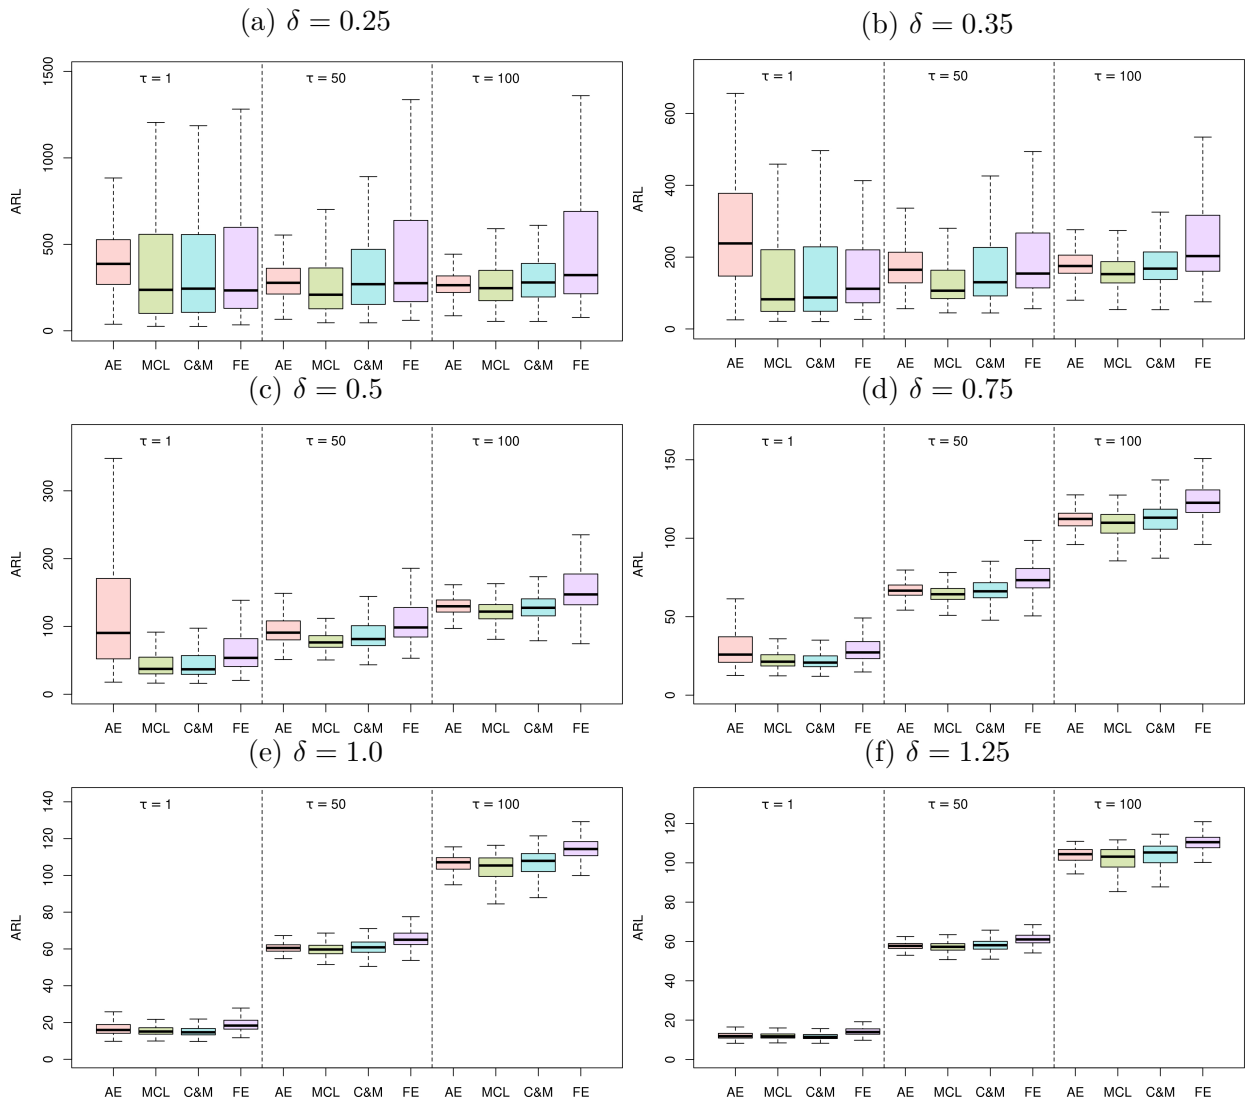 (a) δ = 0.25
(b) δ = 0.35
ARL
0
500
1000
1500
τ = 1
τ = 50
τ = 100
AE MCL C&M FE AE MCL C&M FE AE MCL C&M FE
ARL
0
200
400
600
τ = 1
τ = 50
τ = 100
AE MCL C&M FE AE MCL C&M FE AE MCL C&M FE
(c) δ = 0.5
(d) δ = 0.75
ARL
0
100
200
300
τ = 1
τ = 50
τ = 100
AE MCL C&M FE AE MCL C&M FE AE MCL C&M FE
ARL
0
50
100
150
τ = 1
τ = 50
τ = 100
AE MCL C&M FE AE MCL C&M FE AE MCL C&M FE
(e) δ = 1.0
(f) δ = 1.25
ARL
0
20
40
60
80
100
120
140
τ = 1
τ = 50
τ = 100
AE MCL C&M FE AE MCL C&M FE AE MCL C&M FE
ARL
0
20
40
60
80
100
120
τ = 1
τ = 50
τ = 100
AE MCL C&M FE AE MCL C&M FE AE MCL C&M FE